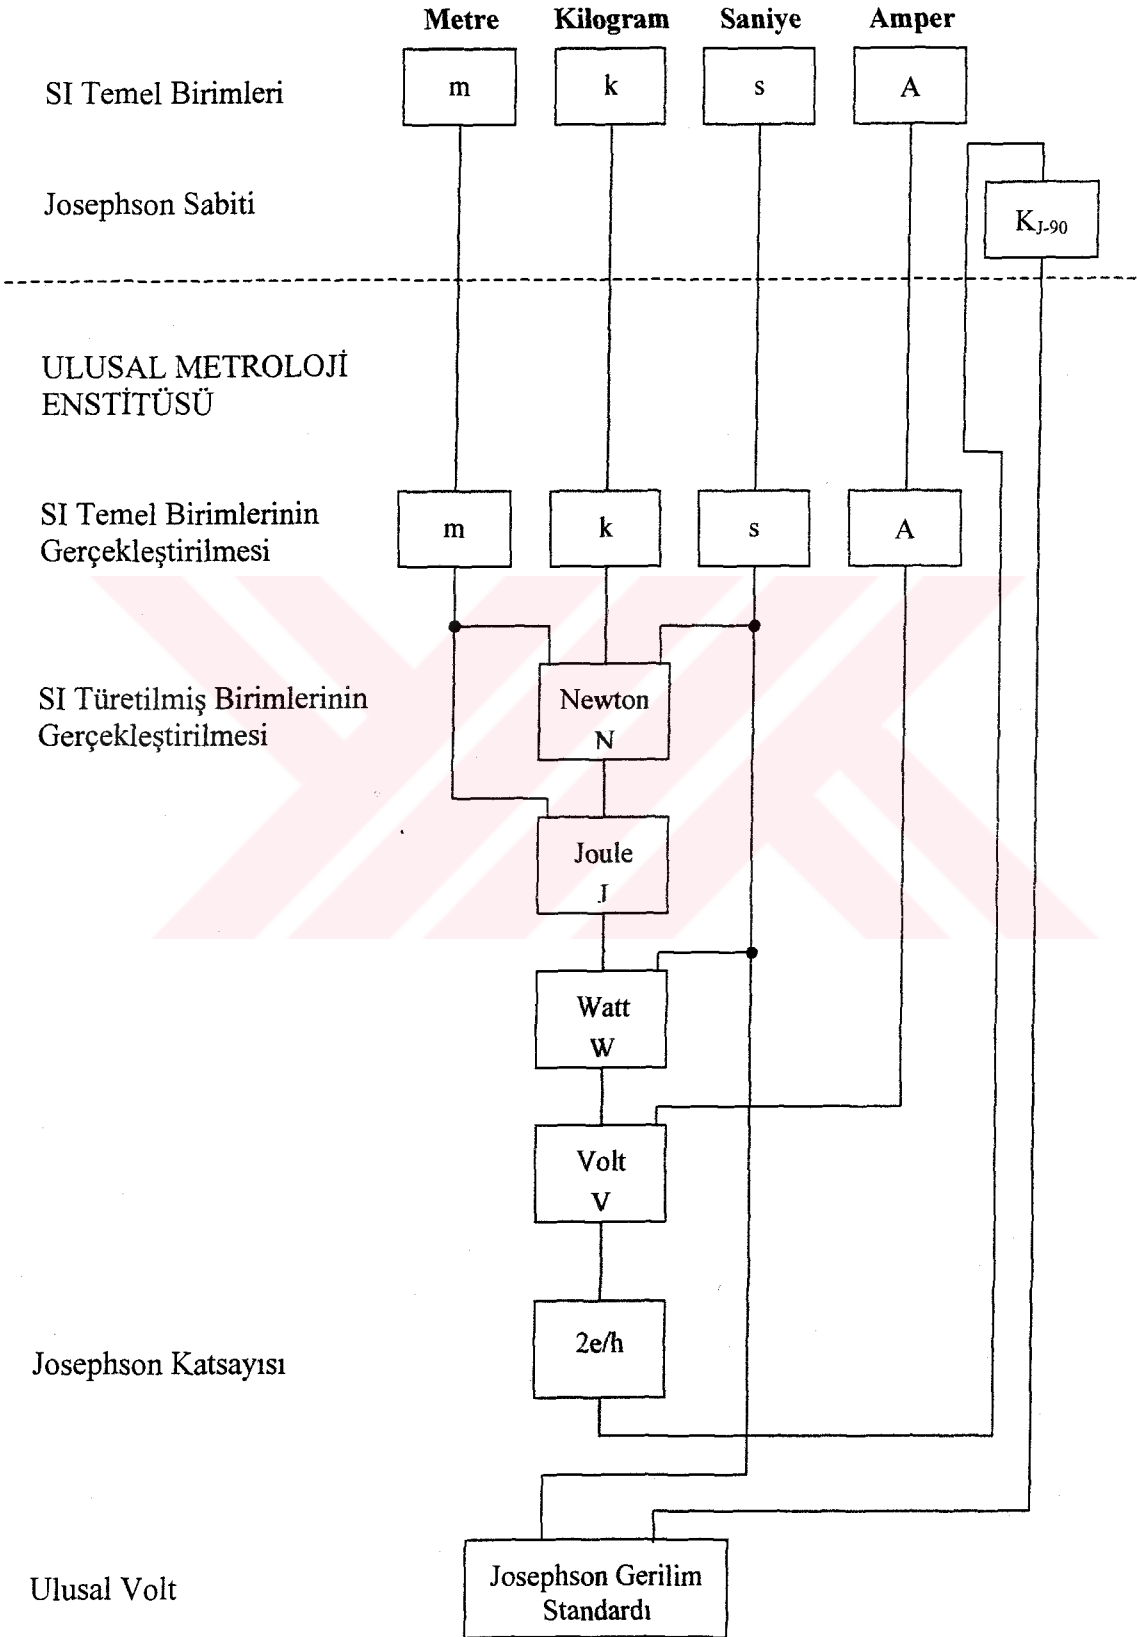 Metre Kilogram Saniye Amper
SI Temel Birimleri m k s A
Josephson Sabiti K_J-90
ULUSAL METROLOJİ
ENSTİTÜSÜ
SI Temel Birimlerinin
Gerçekleştirilmesi
m k s A
SI Türetilmiş Birimlerinin
Gerçekleştirilmesi
Newton
N
Joule
J
Watt
W
Volt
V
2e/h
Josephson Katsayısı
Ulusal Volt
Josephson Gerilim
Standardı